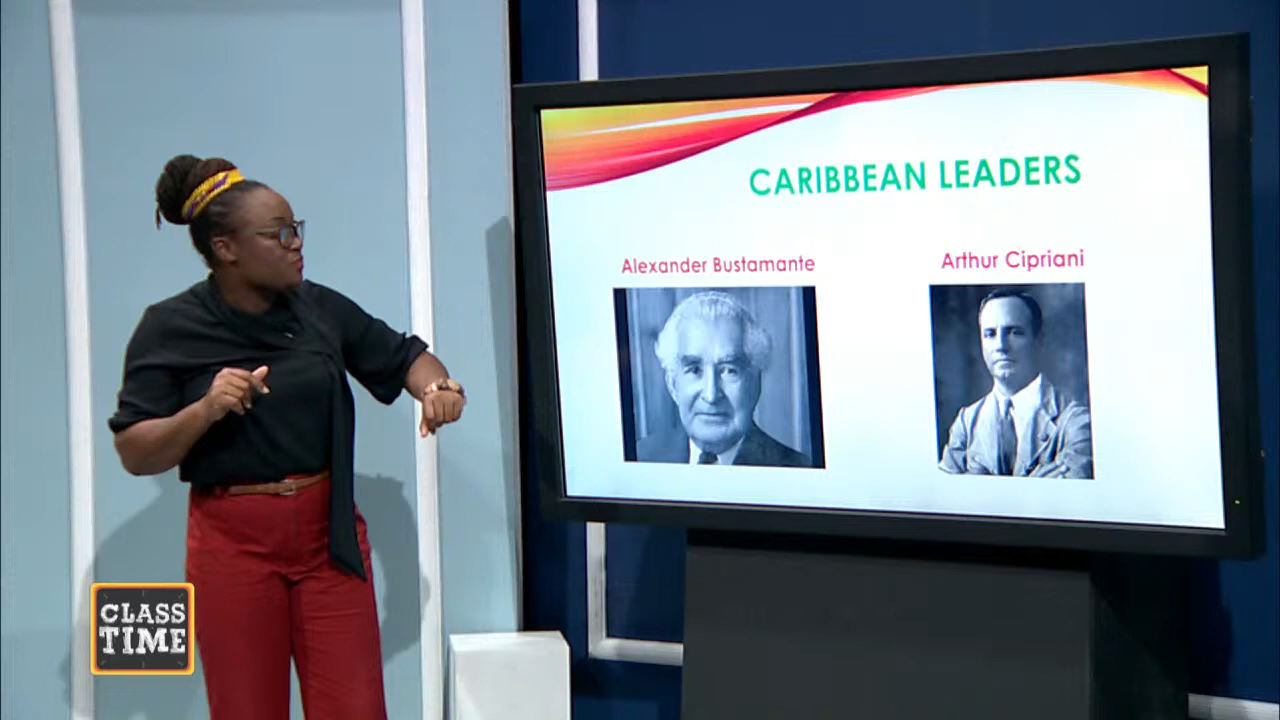 CARIBBEAN LEADERS
Alexander Bustamante
Arthur Cipriani
CLASS
TIME